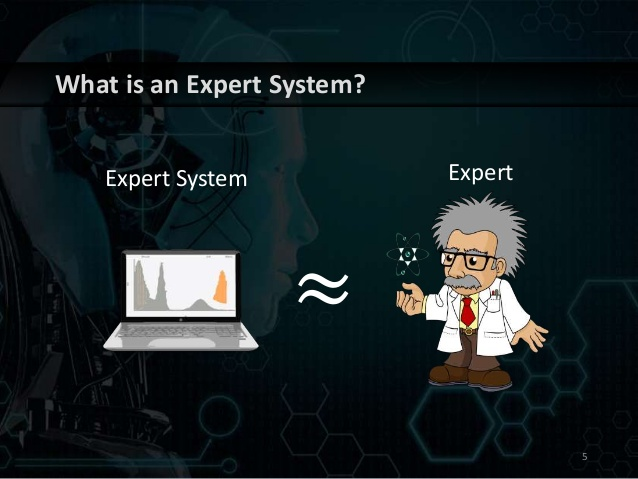 What is an Expert System?
Expert System
Expert
≈
5